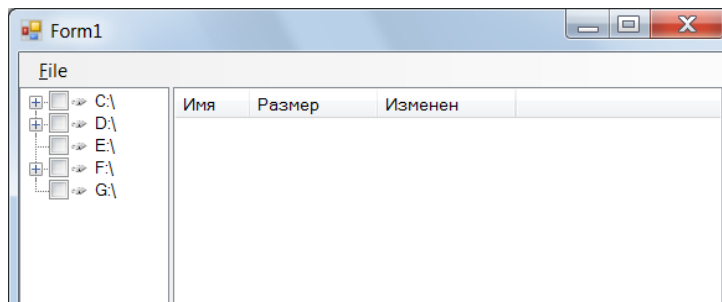 Form1
File
C:\
Имя Размер Изменен
D:\
E:\
F:\
G:\